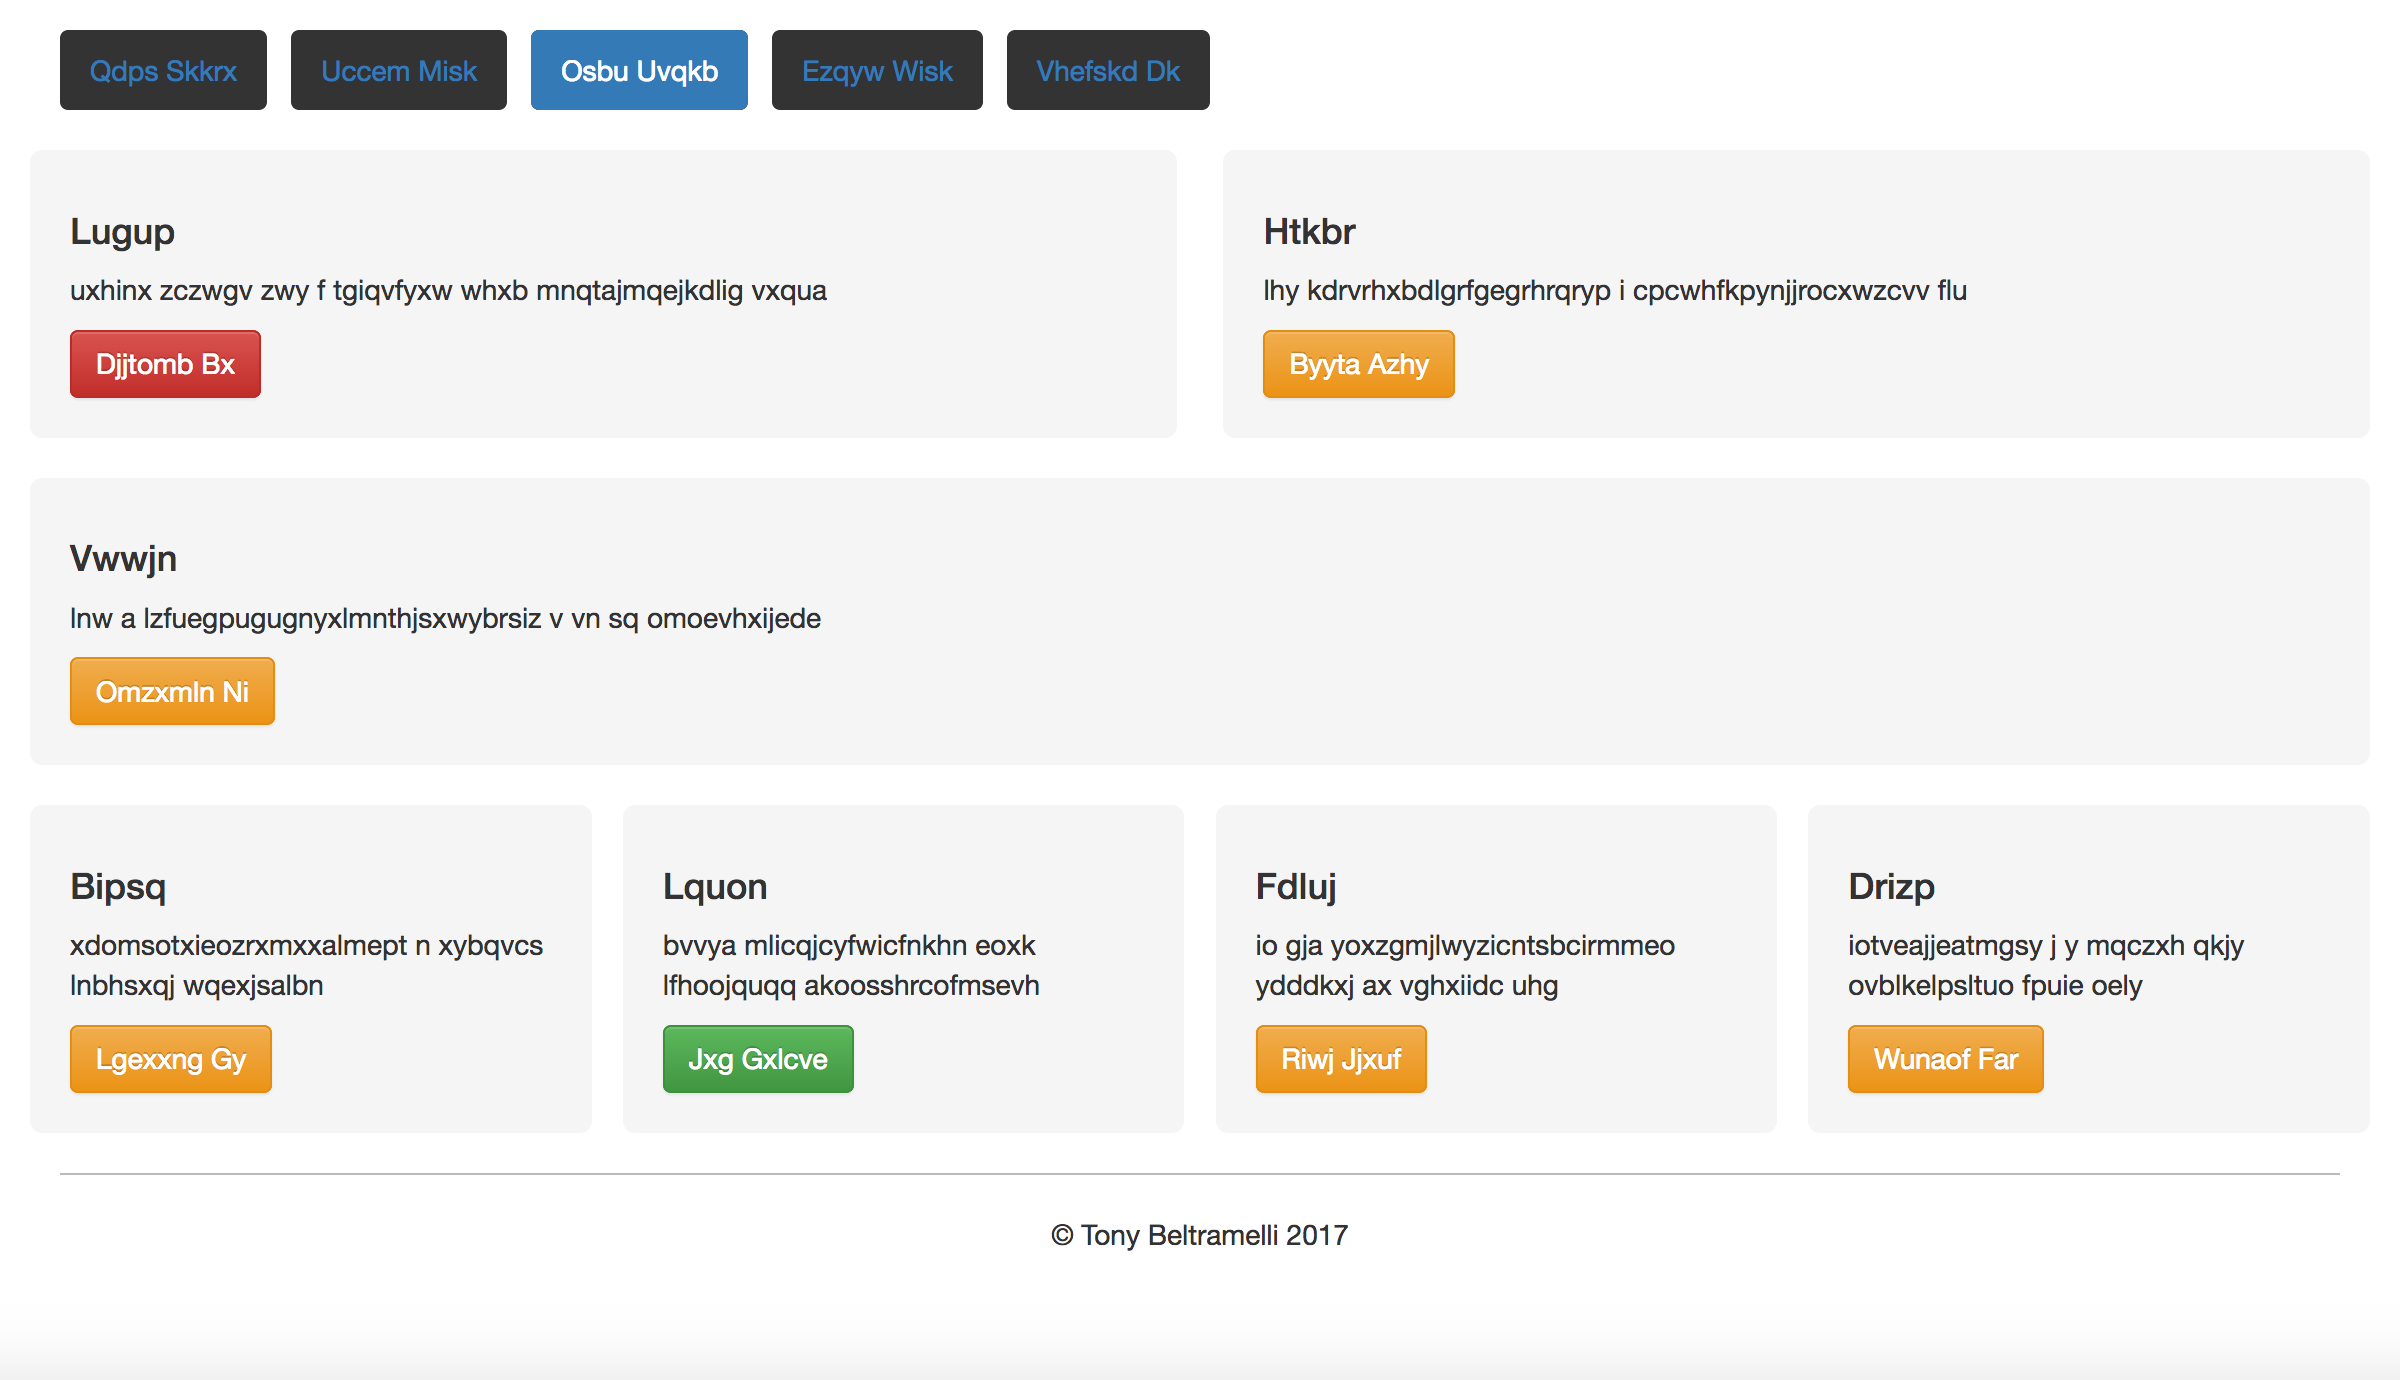 Qdps Skkrx
Uccem Misk
Osbu Uvqkb
Ezqyw Wisk
Vhefskd Dk
Lugup
uxhinx zczwgv zwy f tgiqvfyxw whxb mnqtajmqejkdlig vxqua
Djjtomb Bx
Htkbr
lhy kdrvrhxbdlgrfgegrhrqryp i cpcwhfkpynjjrocxwzcvv flu
Byyta Azhy
Vwwjn
lnw a lzfuegpugugnyxlmnthjsxwybrsiz v vn sq omoevhxijede
Omzxmln Ni
Bipsq
xdomsotxieozrxmxxalmept n xybqvcs
lnbhsxqj wqexjsalbn
Lgexxng Gy
Lquon
bvvya mlicqjcyfwicfnkhn eoxk
lfhoojquqq akoosshrcofmsevh
Jxg Gxlcve
Fdluj
io gja yoxzgmjlwyzicntsbcirmmeo
ydddkxj ax vghxiidc uhg
Riwj Jjxuf
Drizp
iotveajjeatmgsy j y mqczxh qkjy
ovblkelpsltuo fpuie oely
Wunaof Far
© Tony Beltramelli 2017